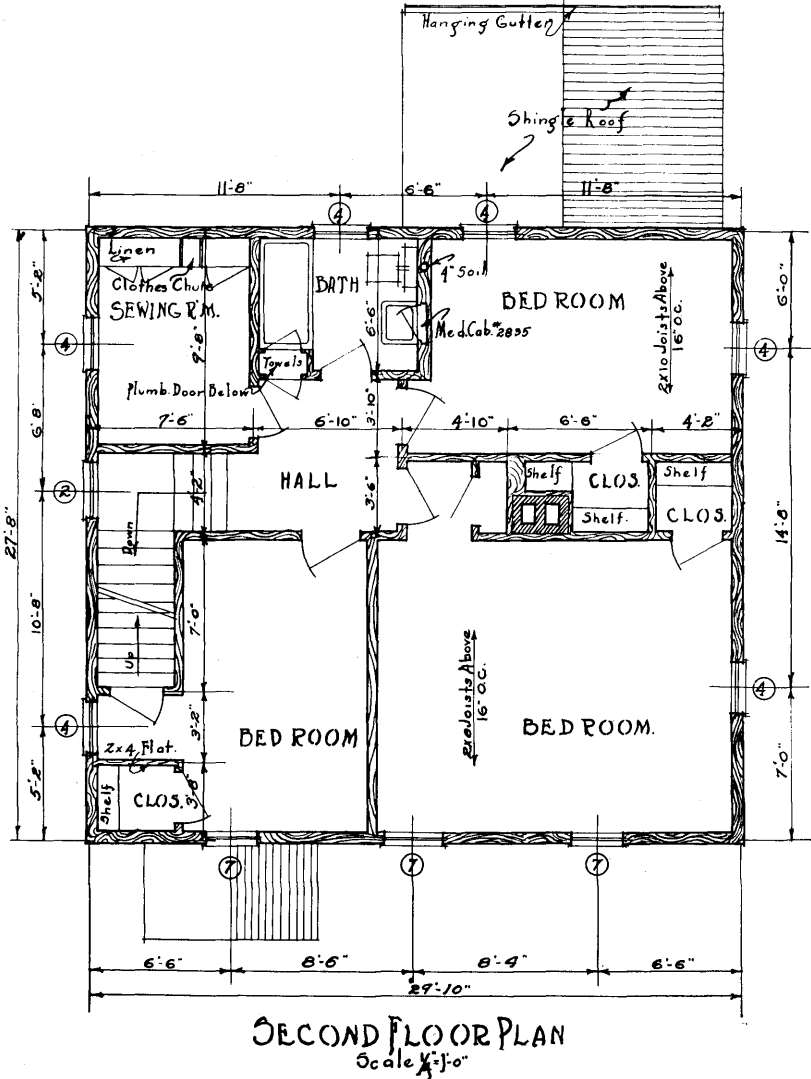 Hanging Gutter
Shingle Roof
11'-8" 6'-6" 11'-8"
4 4
Linen
Clothes Chute
SEWING R'M.
BATH
4" Soil
BED ROOM
2x10 Joists Above
16" O.C.
Med. Cab. #2835
Towels
Plumb. Door Below
5'-2"
9'-8"
6'-6"
6'-0"
4
4
7'-6" 6'-10" 3'-10" 4'-10" 6'-6" 4'-2"
6'8"
HALL
Shelf
CLOS.
Shelf
Shelf.
CLOS.
4'-2"
3'-6"
2
27'-8"
Down
14'-8"
10'-8"
7'-0"
Up
2x8 Joists Above
16" O.C.
4
4
3'-2"
BED ROOM
BED ROOM.
2x4 Flat.
5'-2"
Shelf
CLOS.
3'-8"
7'-0"
7 7 7
6'-6" 8'-6" 8'-4" 6'-6"
29'-10"
SECOND FLOOR PLAN
Scale ¼"=1'-0"